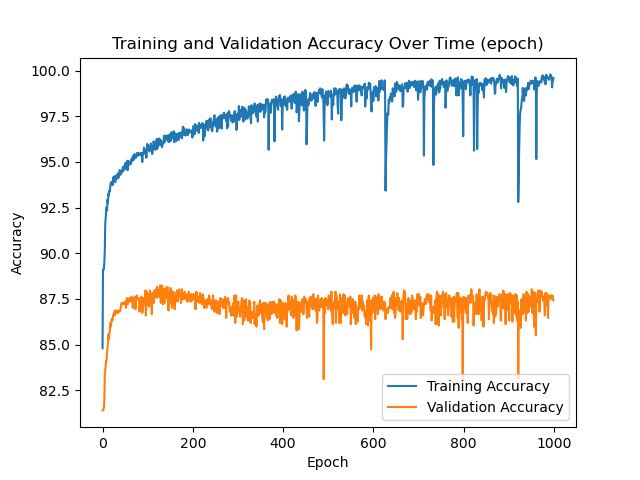 Training and Validation Accuracy Over Time (epoch)
100.0
97.5
95.0
92.5
90.0
87.5
85.0
82.5
Accuracy
0
200
400
600
800
1000
Epoch
Training Accuracy
Validation Accuracy